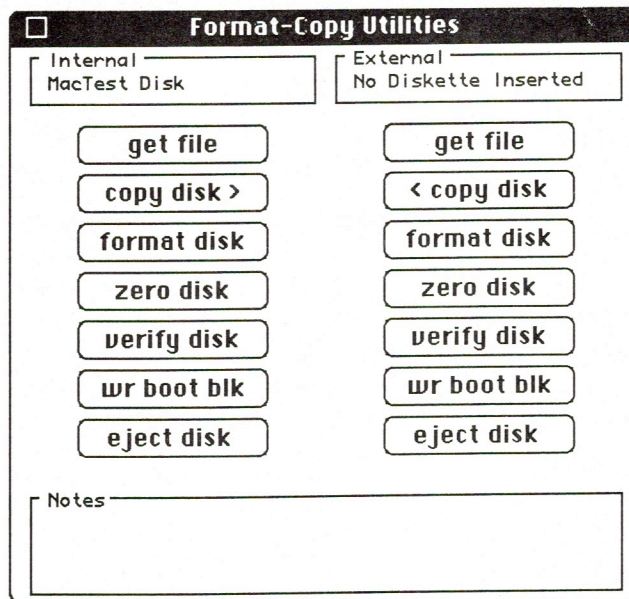 Format-Copy Utilities
Internal
MacTest Disk
External
No Diskette Inserted
get file
copy disk >
format disk
zero disk
verify disk
wr boot blk
eject disk
get file
< copy disk
format disk
zero disk
verify disk
wr boot blk
eject disk
Notes